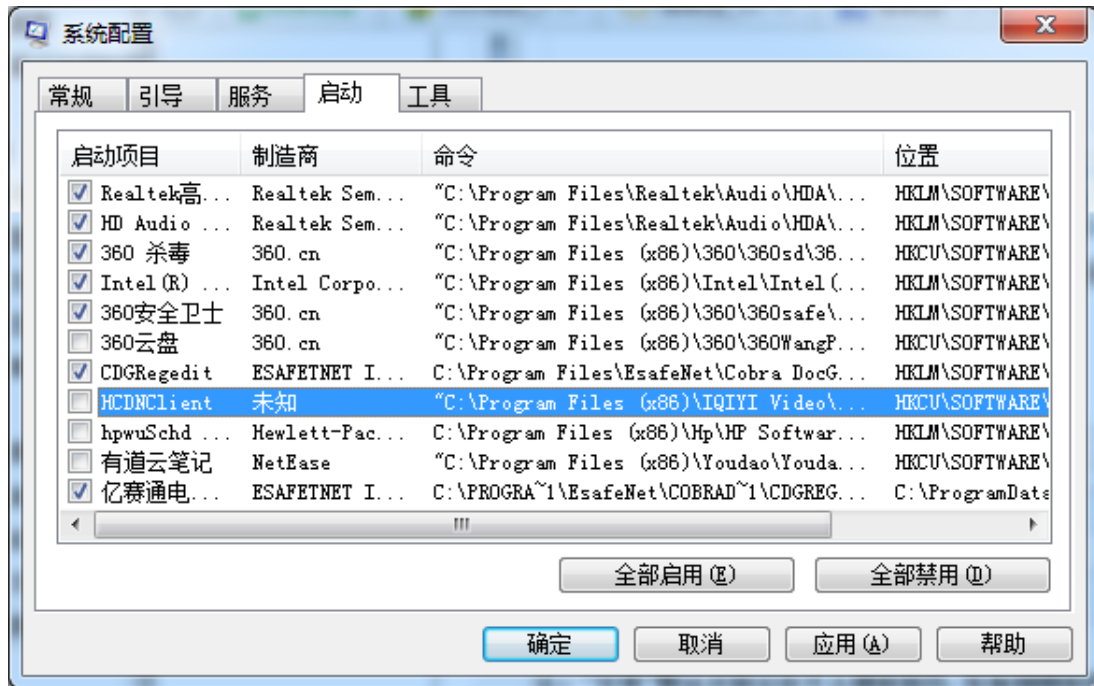 系统配置
常规 引导 服务 启动 工具
启动项目 制造商 命令 位置
Realtek高... Realtek Sem... "C:\Program Files\Realtek\Audio\HDA\... HKLM\SOFTWARE\
HD Audio ... Realtek Sem... "C:\Program Files\Realtek\Audio\HDA\... HKLM\SOFTWARE\
360 杀毒 360.cn "C:\Program Files (x86)\360\360sd\36... HKCU\SOFTWARE\
Intel(R) ... Intel Corpo... "C:\Program Files (x86)\Intel\Intel(... HKLM\SOFTWARE\
360安全卫士 360.cn "C:\Program Files (x86)\360\360safe\... HKLM\SOFTWARE\
360云盘 360.cn "C:\Program Files (x86)\360\360WangP... HKCU\SOFTWARE\
CDGRegedit ESAFETNET I... C:\Program Files\EsafeNet\Cobra DocG... HKLM\SOFTWARE\
HCDNClient 未知 "C:\Program Files (x86)\IQIYI Video\... HKCU\SOFTWARE\
hpwuSchd ... Hewlett-Pac... C:\Program Files (x86)\Hp\HP Softwar... HKLM\SOFTWARE\
有道云笔记 NetEase "C:\Program Files (x86)\Youdao\Youda... HKCU\SOFTWARE\
亿赛通电... ESAFETNET I... C:\PROGRA~1\EsafeNet\COBRAD~1\CDGREG... C:\ProgramData
全部启用(E) 全部禁用(D)
确定 取消 应用(A) 帮助